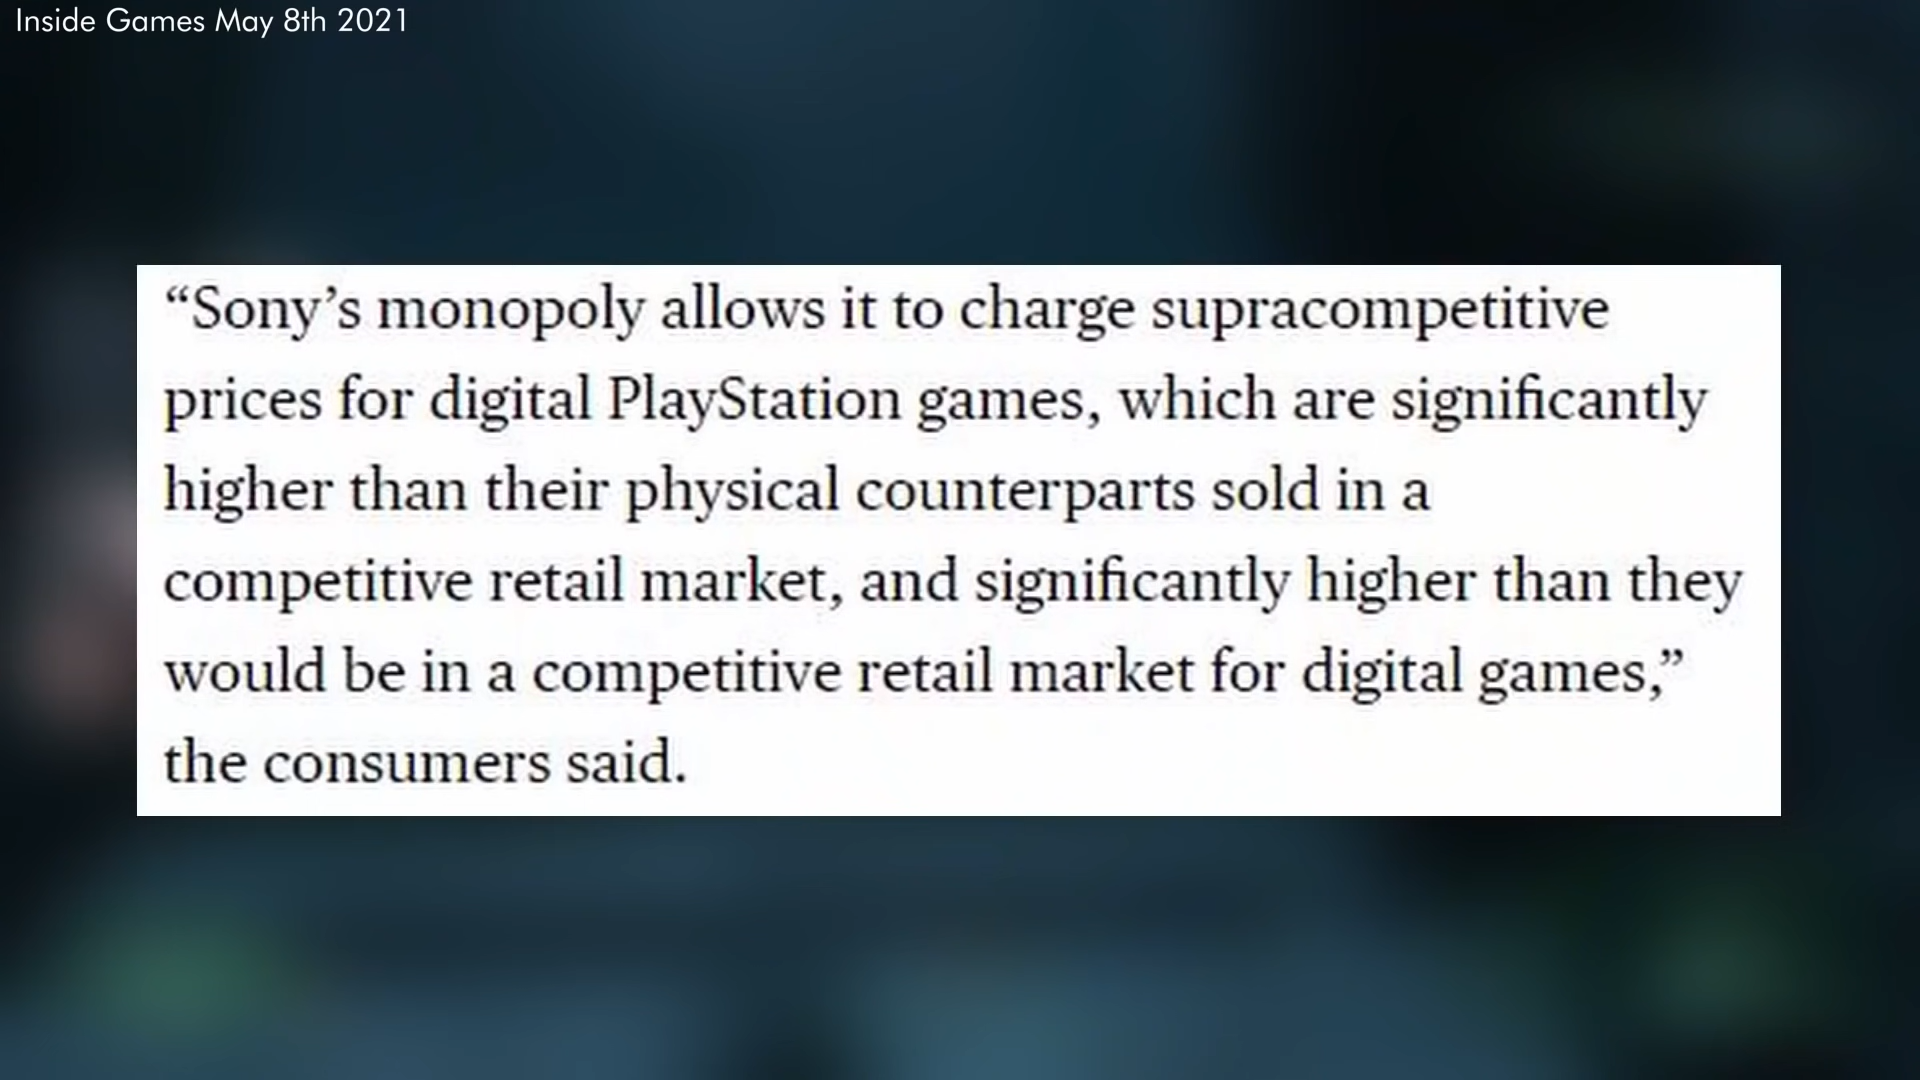 Inside Games May 8th 2021
“Sony’s monopoly allows it to charge supracompetitive
prices for digital PlayStation games, which are significantly
higher than their physical counterparts sold in a
competitive retail market, and significantly higher than they
would be in a competitive retail market for digital games,”
the consumers said.